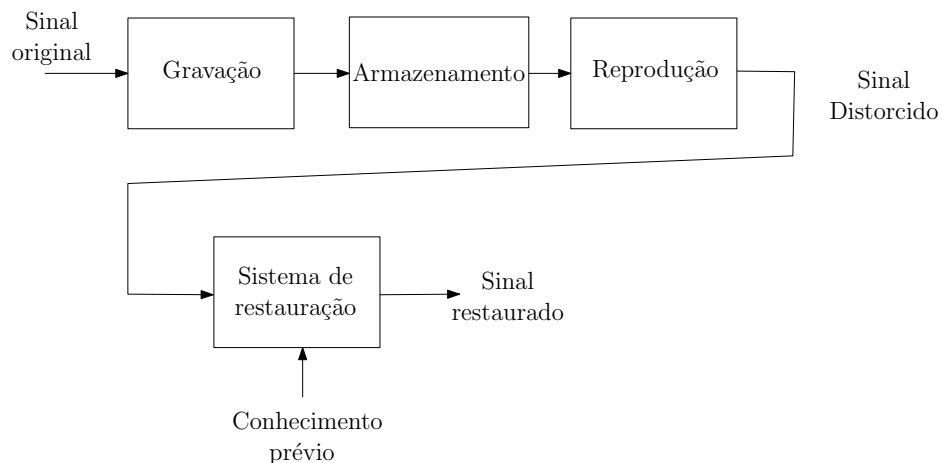 Sinal
original
Gravação
Armazenamento
Reprodução
Sinal
Distorcido
Sistema de
restauração
Sinal
restaurado
Conhecimento
prévio